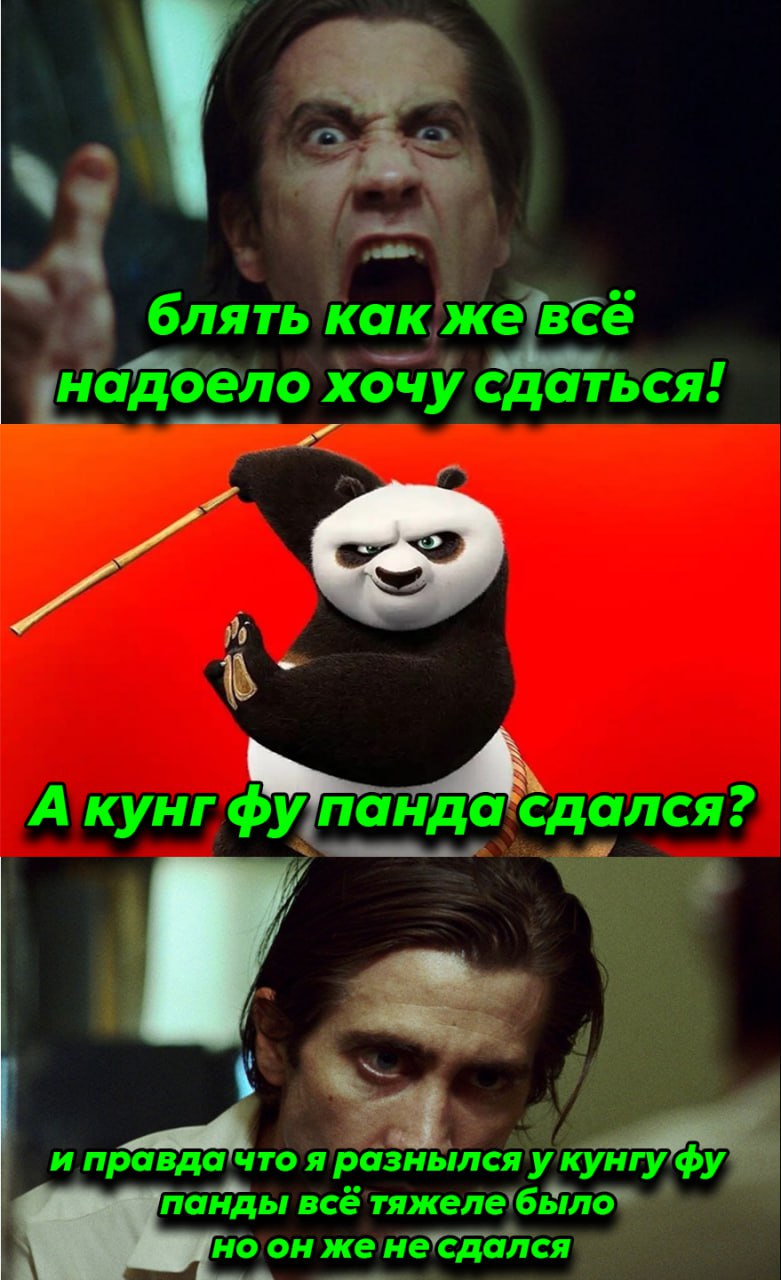 блять как же всё
надоело хочу сдаться!
А кунг фу панда сдался?
и правда что я разнылся у кунгу фу
панды всё тяжеле было
но он же не сдался